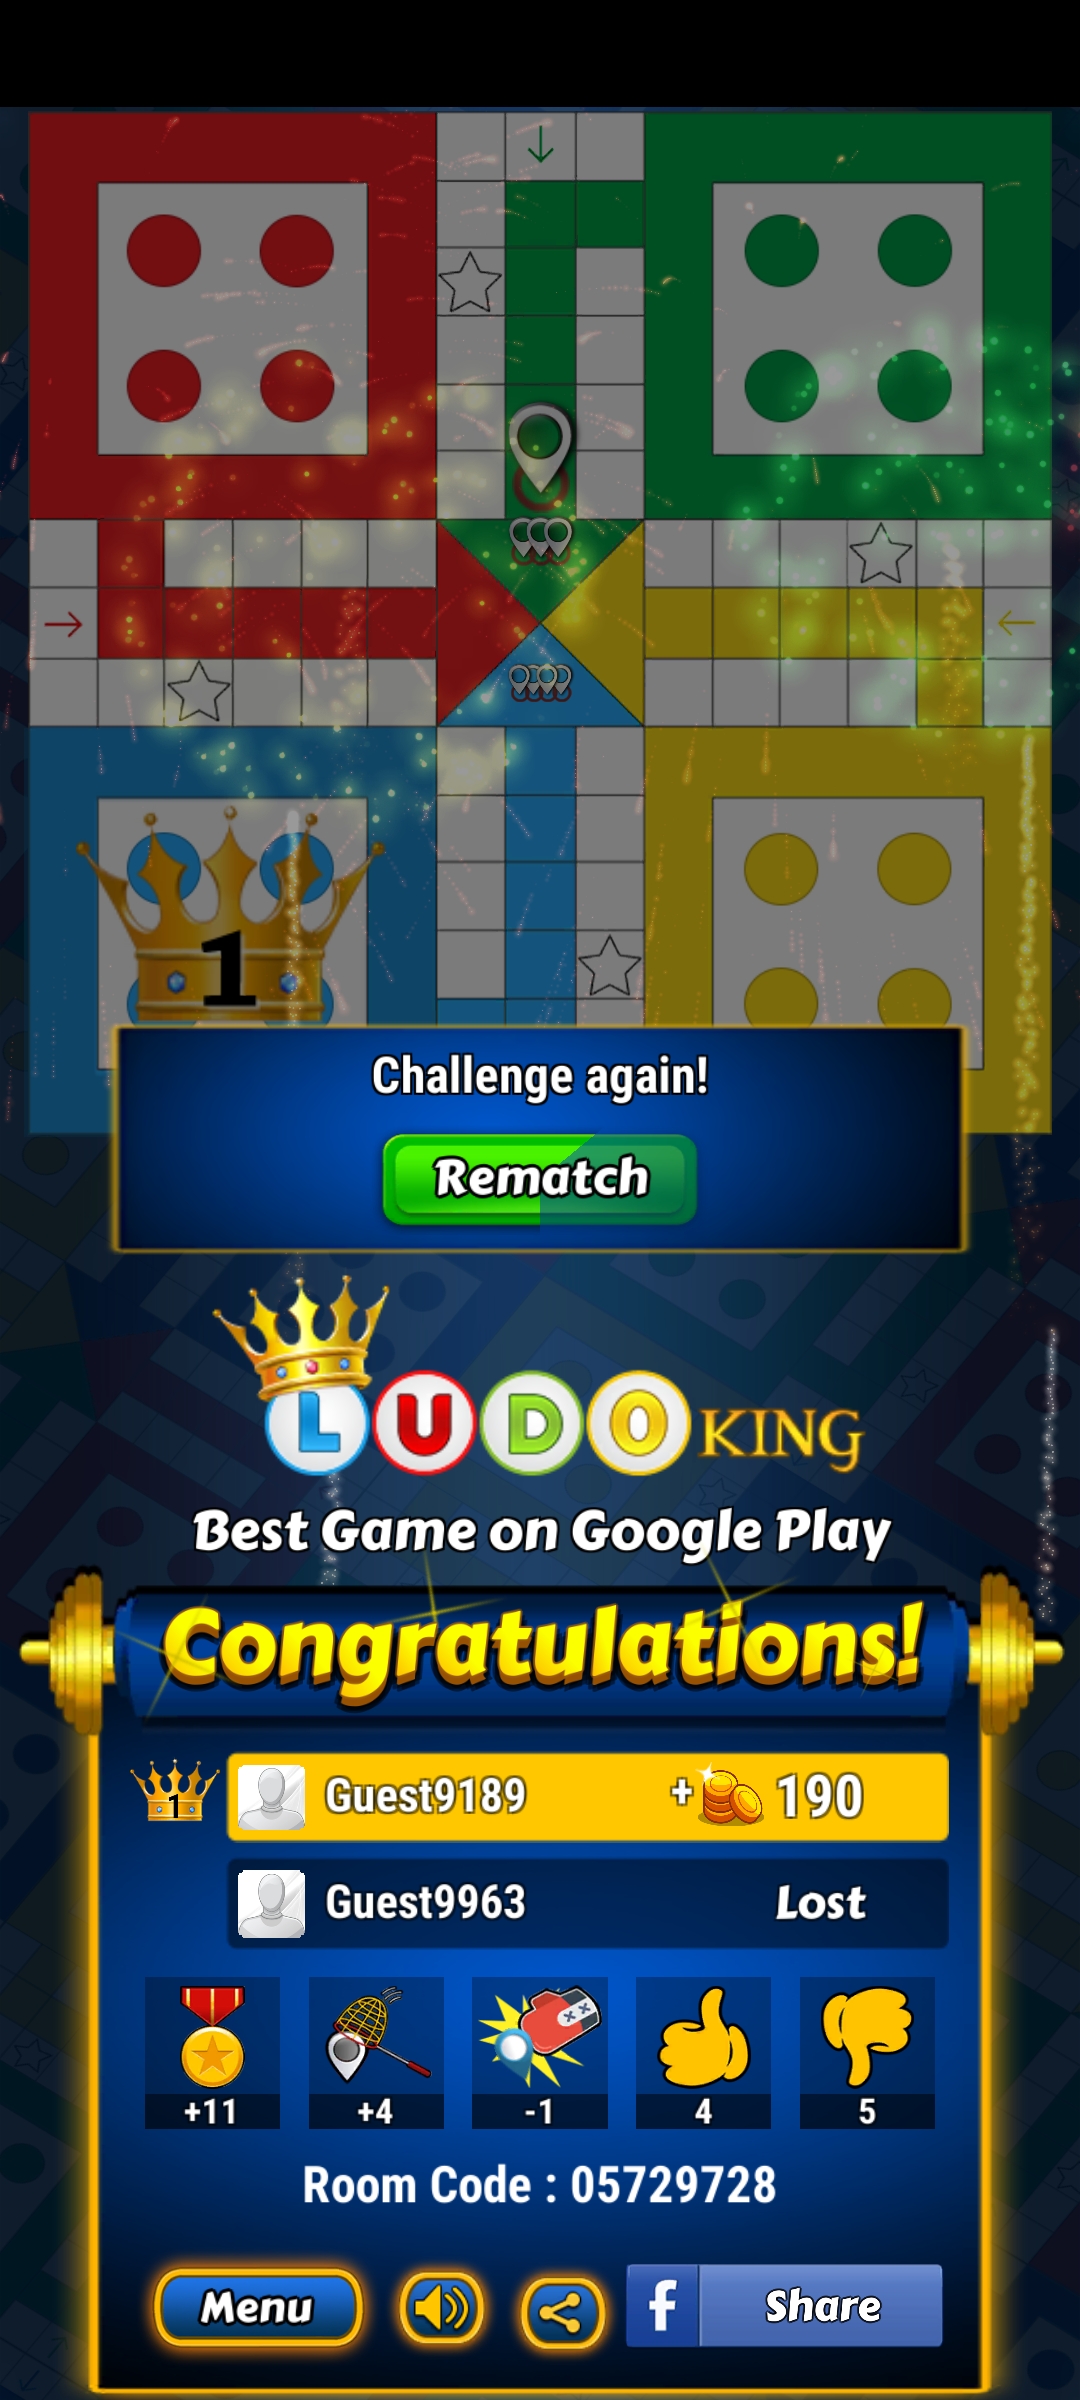 1
Challenge again!
Rematch
LUDO KING
Best Game on Google Play
Congratulations!
1 Guest9189 + 190
Guest9963 Lost
+11 +4 -1 4 5
Room Code : 05729728
Menu f Share